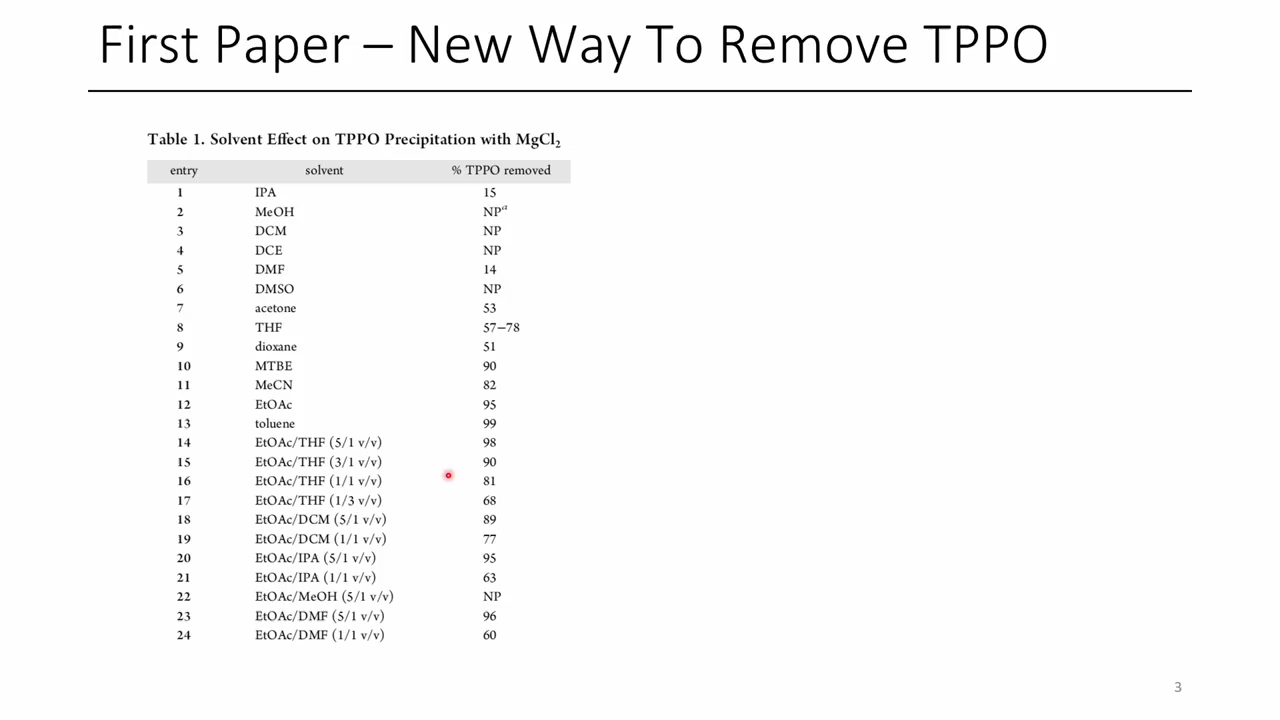 First Paper – New Way To Remove TPPO
Table 1. Solvent Effect on TPPO Precipitation with MgCl₂
entry solvent % TPPO removed
1 IPA 15
2 MeOH NPᵃ
3 DCM NP
4 DCE NP
5 DMF 14
6 DMSO NP
7 acetone 53
8 THF 57–78
9 dioxane 51
10 MTBE 90
11 MeCN 82
12 EtOAc 95
13 toluene 99
14 EtOAc/THF (5/1 v/v) 98
15 EtOAc/THF (3/1 v/v) 90
16 EtOAc/THF (1/1 v/v) 81
17 EtOAc/THF (1/3 v/v) 68
18 EtOAc/DCM (5/1 v/v) 89
19 EtOAc/DCM (1/1 v/v) 77
20 EtOAc/IPA (5/1 v/v) 95
21 EtOAc/IPA (1/1 v/v) 63
22 EtOAc/MeOH (5/1 v/v) NP
23 EtOAc/DMF (5/1 v/v) 96
24 EtOAc/DMF (1/1 v/v) 60
3